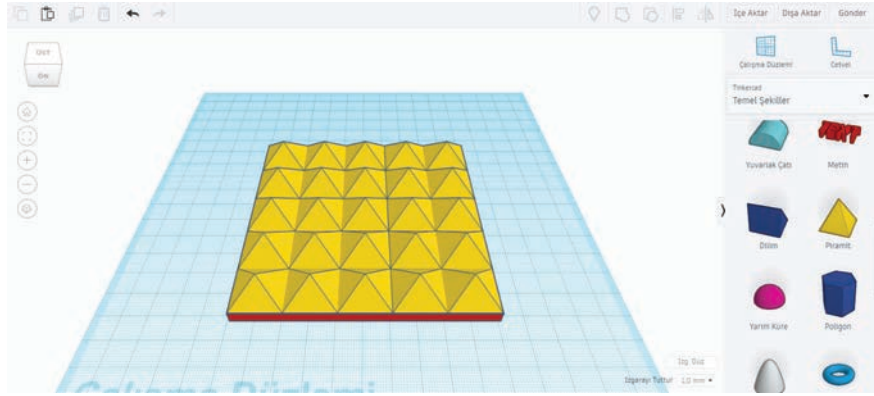 İçe Aktar Dışa Aktar Gönder
ÜST
ÖN
Çalışma Düzlemi Cetvel
Tinkercad
Temel Şekiller
Yuvarlak Çatı Metin
Dilim Piramit
Yarım Küre Poligon
Izg. Düz
Izgarayı Tuttur 1,0 mm
Çalışma Düzlemi